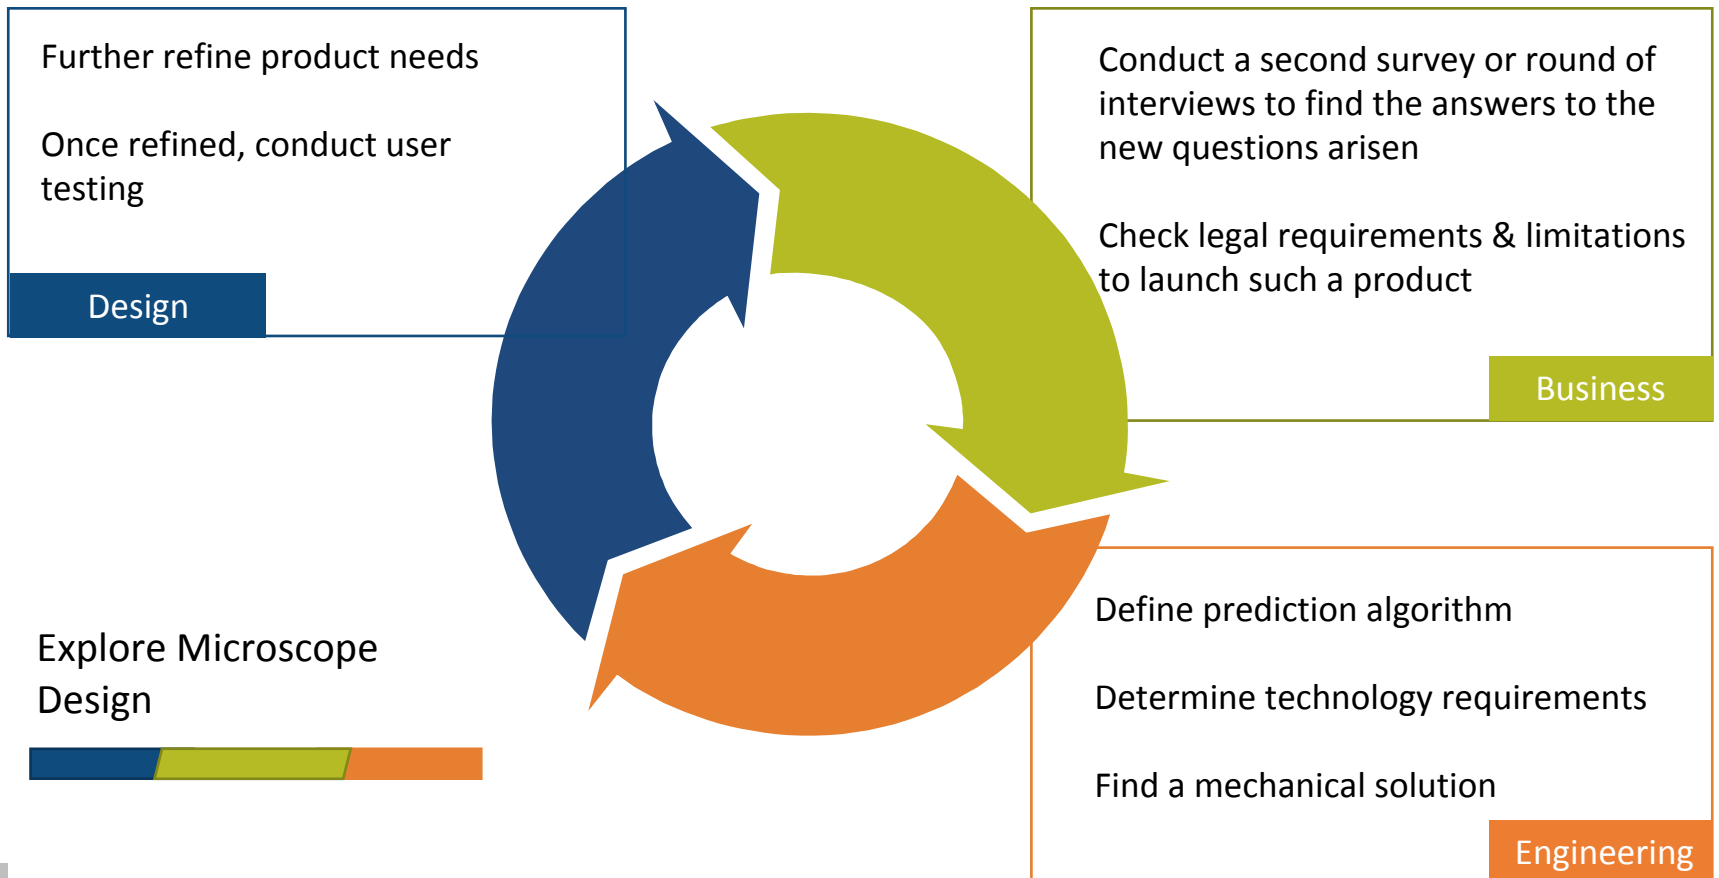 Further refine product needs
Once refined, conduct user
testing
Design
Conduct a second survey or round of
interviews to find the answers to the
new questions arisen
Check legal requirements & limitations
to launch such a product
Business
Explore Microscope
Design
Define prediction algorithm
Determine technology requirements
Find a mechanical solution
Engineering